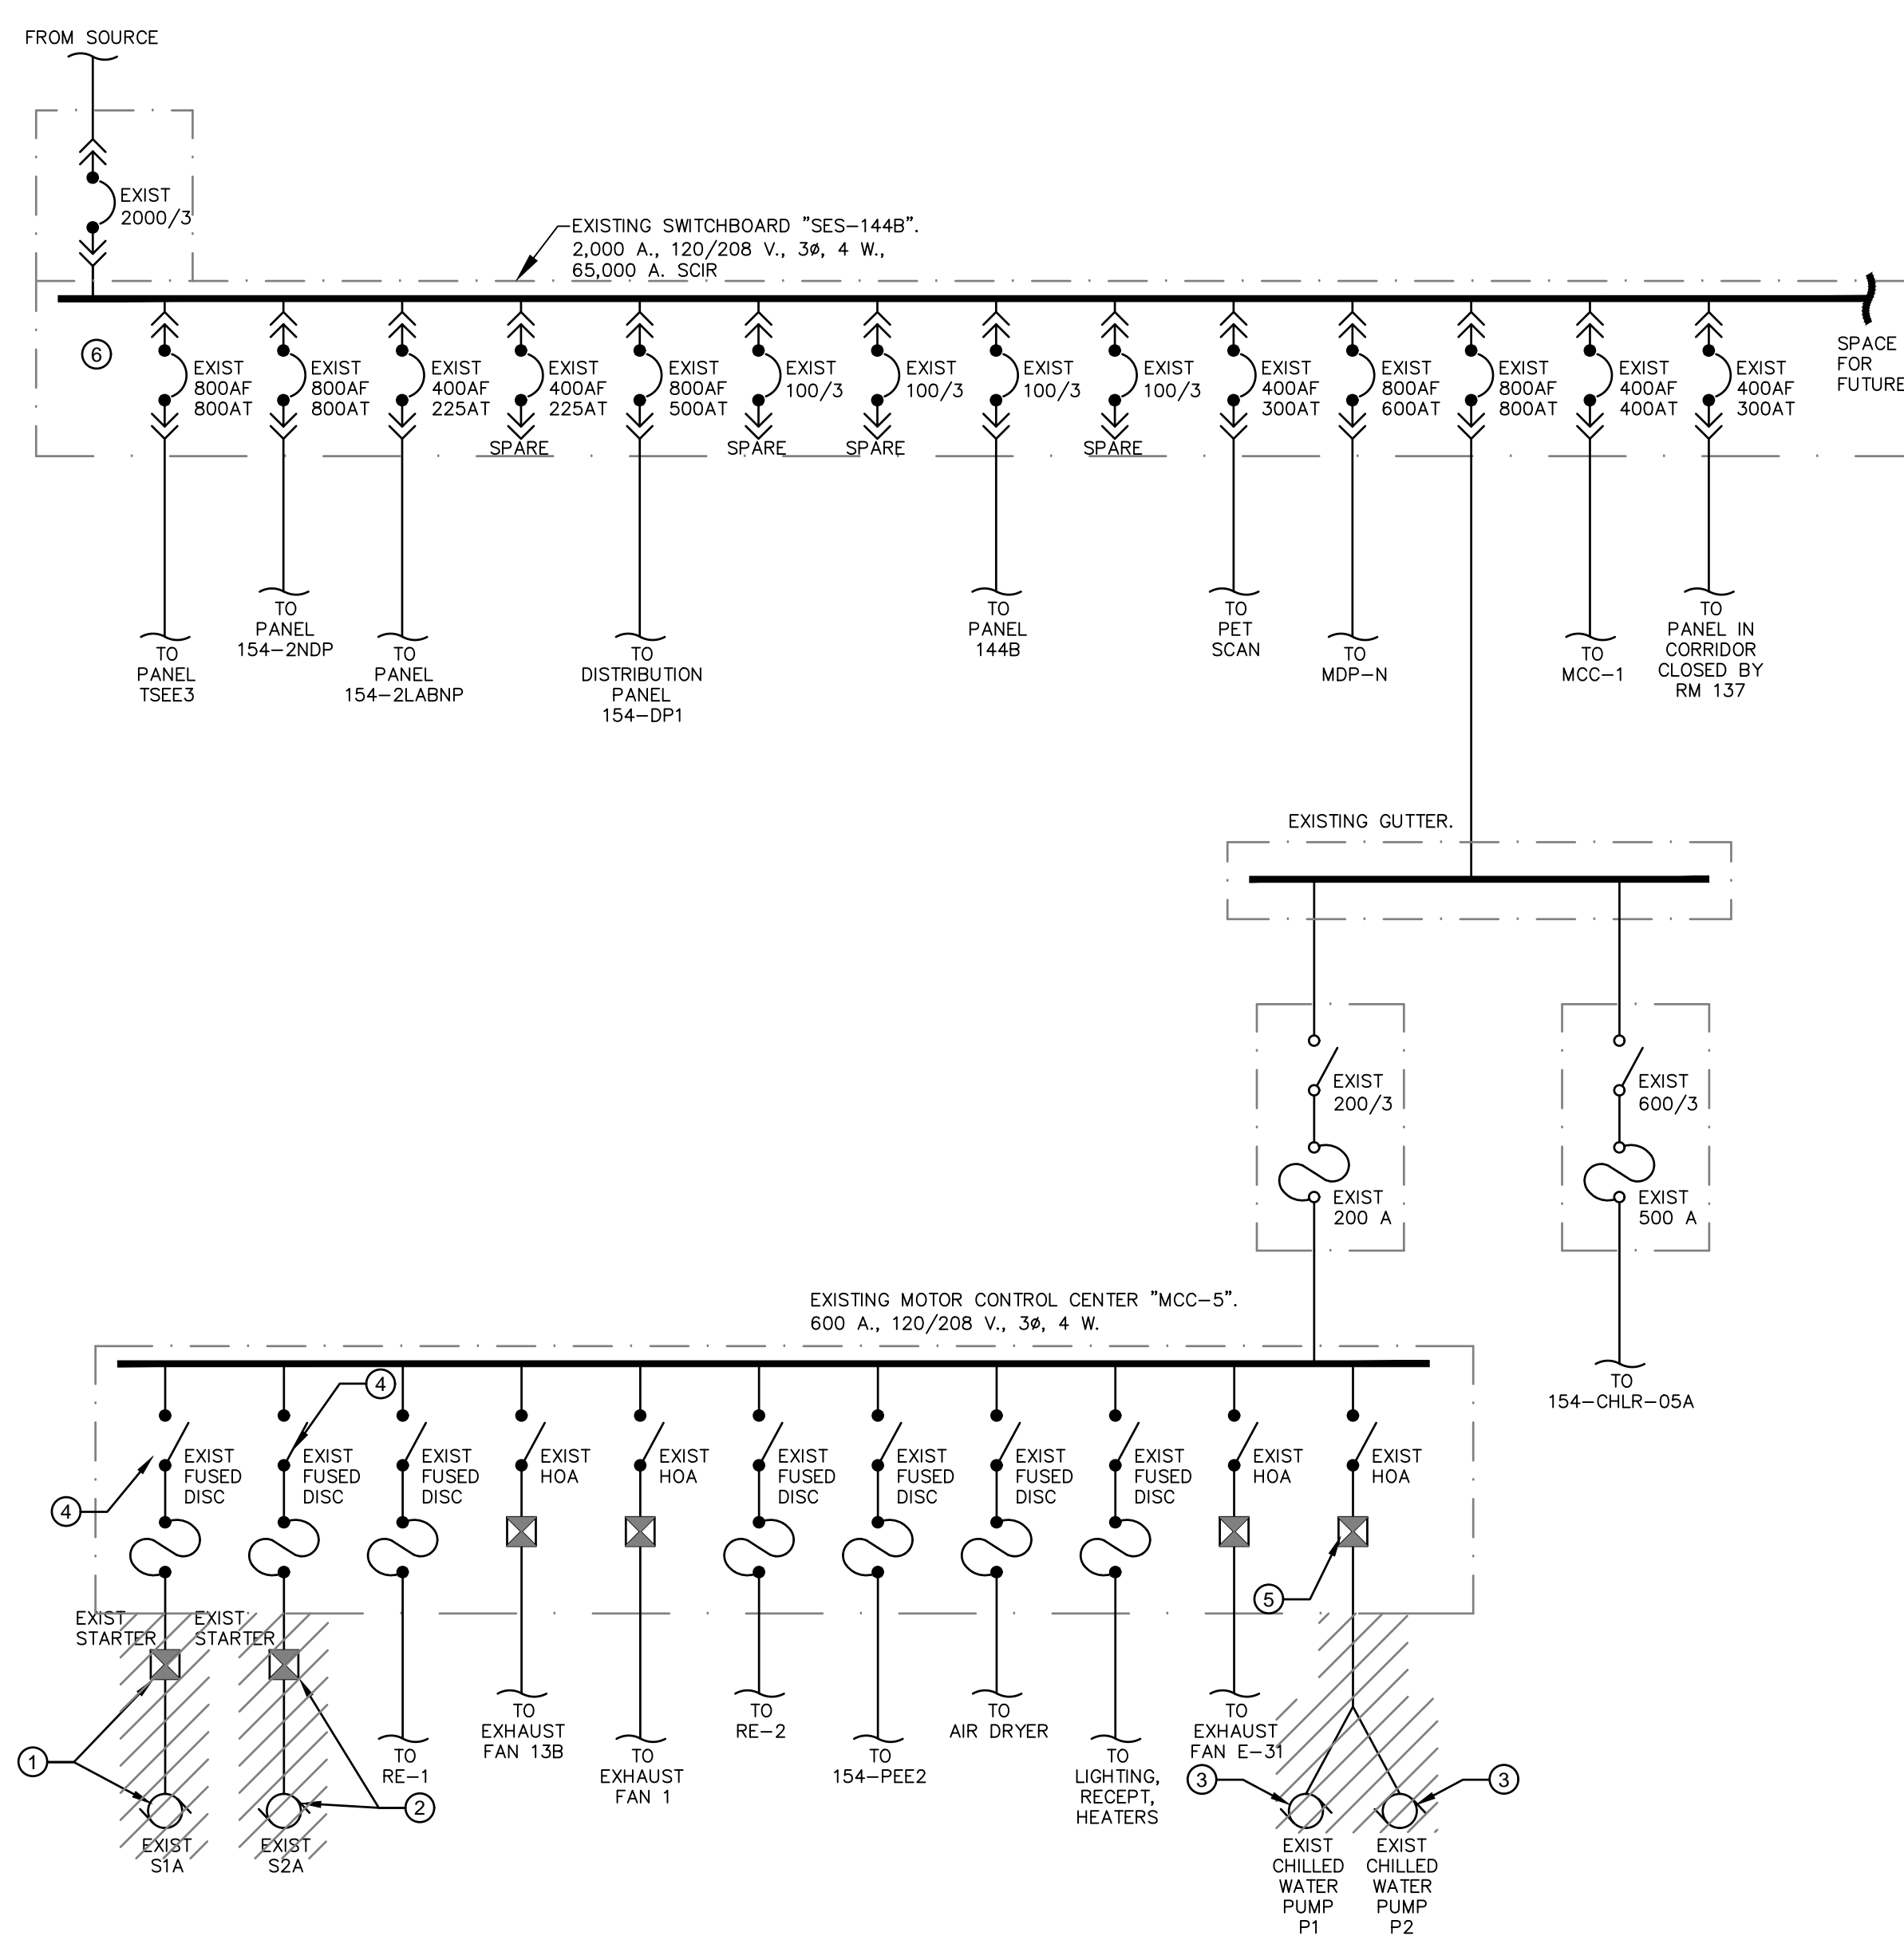 FROM SOURCE
EXIST
2000/3
EXISTING SWITCHBOARD "SES-144B".
2,000 A., 120/208 V., 3ø, 4 W.,
65,000 A. SCIR
6
EXIST
800AF
800AT
EXIST
800AF
800AT
EXIST
400AF
225AT
EXIST
400AF
225AT
SPARE
EXIST
800AF
500AT
EXIST
100/3
SPARE
EXIST
100/3
SPARE
EXIST
100/3
EXIST
100/3
SPARE
EXIST
400AF
300AT
EXIST
800AF
600AT
EXIST
800AF
800AT
EXIST
400AF
400AT
EXIST
400AF
300AT
SPACE
FOR
FUTURE
TO
PANEL
TSEE3
TO
PANEL
154-2NDP
TO
PANEL
154-2LABNP
TO
DISTRIBUTION
PANEL
154-DP1
TO
PANEL
144B
TO
PET
SCAN
TO
MDP-N
TO
MCC-1
TO
PANEL IN
CORRIDOR
CLOSED BY
RM 137
EXISTING GUTTER.
EXIST
200/3
EXIST
200 A
EXIST
600/3
EXIST
500 A
TO
154-CHLR-05A
EXISTING MOTOR CONTROL CENTER "MCC-5".
600 A., 120/208 V., 3ø, 4 W.
4
4
EXIST
FUSED
DISC
EXIST
FUSED
DISC
EXIST
FUSED
DISC
EXIST
HOA
EXIST
HOA
EXIST
FUSED
DISC
EXIST
FUSED
DISC
EXIST
FUSED
DISC
EXIST
FUSED
DISC
EXIST
HOA
EXIST
HOA
5
EXIST
STARTER
EXIST
STARTER
1
2
EXIST
S1A
EXIST
S2A
TO
RE-1
TO
EXHAUST
FAN 13B
TO
EXHAUST
FAN 1
TO
RE-2
TO
154-PEE2
TO
AIR DRYER
TO
LIGHTING,
RECEPT,
HEATERS
TO
EXHAUST
FAN E-31
3
3
EXIST
CHILLED
WATER
PUMP
P1
EXIST
CHILLED
WATER
PUMP
P2